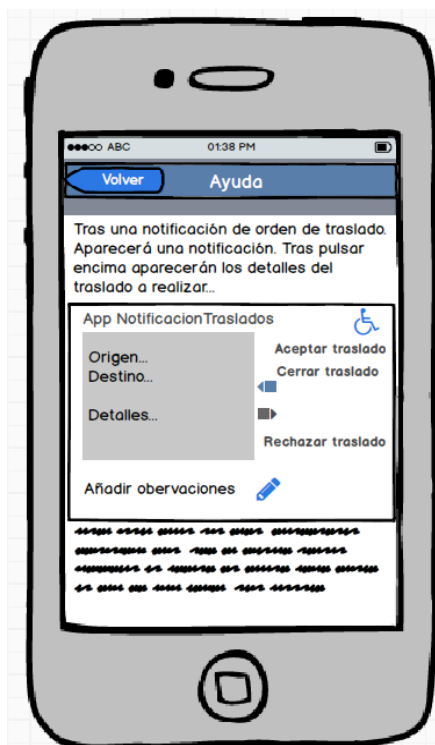 ABC 01:38 PM
Volver Ayuda
Tras una notificación de orden de traslado.
Aparecerá una notificación. Tras pulsar
encima aparecerán los detalles del
traslado a realizar...
App NotificacionTraslados
Origen...
Destino...
Detalles...
Aceptar traslado
Cerrar traslado
Rechazar traslado
Añadir obervaciones